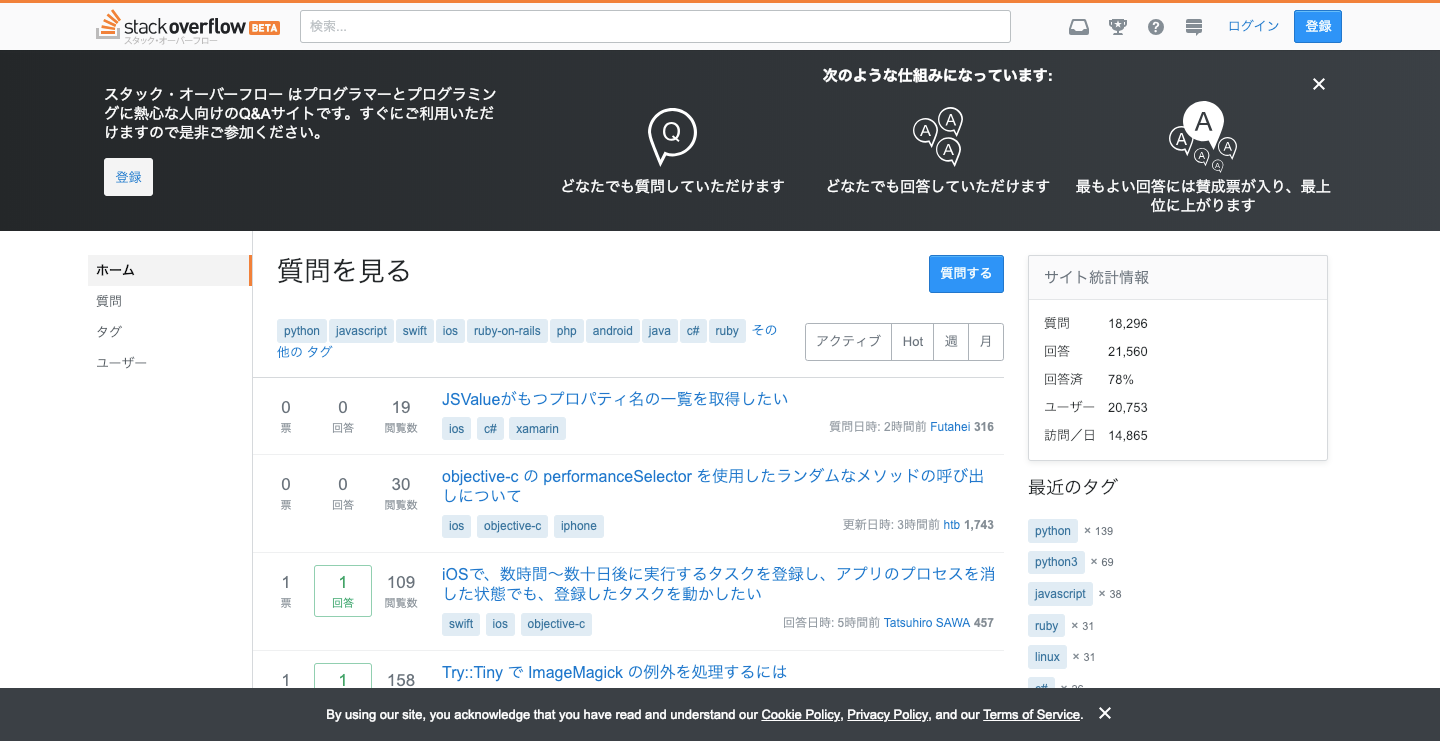 stackoverflow BETA
スタック・オーバーフロー
検索...
ログイン
登録
スタック・オーバーフロー はプログラマーとプログラミン
グに熱心な人向けのQ&Aサイトです。すぐにご利用いただ
けますので是非ご参加ください。
登録
次のような仕組みになっています:
Q
どなたでも質問していただけます
A
A
A
どなたでも回答していただけます
A
A
A
A
A
最もよい回答には賛成票が入り、最上
位に上がります
ホーム
質問
タグ
ユーザー
質問を見る
質問する
python javascript swift ios ruby-on-rails php android java c# ruby その
他の タグ
アクティブ Hot 週 月
0 0 19
票 回答 閲覧数
JSValueがもつプロパティ名の一覧を取得したい
ios c# xamarin
質問日時: 2時間前 Futahei 316
0 0 30
票 回答 閲覧数
objective-c の performanceSelector を使用したランダムなメソッドの呼び出
しについて
ios objective-c iphone
更新日時: 3時間前 htb 1,743
1 1 109
票 回答 閲覧数
iOSで、数時間〜数十日後に実行するタスクを登録し、アプリのプロセスを消
した状態でも、登録したタスクを動かしたい
swift ios objective-c
回答日時: 5時間前 Tatsuhiro SAWA 457
1 1 158
Try::Tiny で ImageMagick の例外を処理するには
サイト統計情報
質問 18,296
回答 21,560
回答済 78%
ユーザー 20,753
訪問／日 14,865
最近のタグ
python × 139
python3 × 69
javascript × 38
ruby × 31
linux × 31
c# × 26
By using our site, you acknowledge that you have read and understand our Cookie Policy, Privacy Policy, and our Terms of Service.